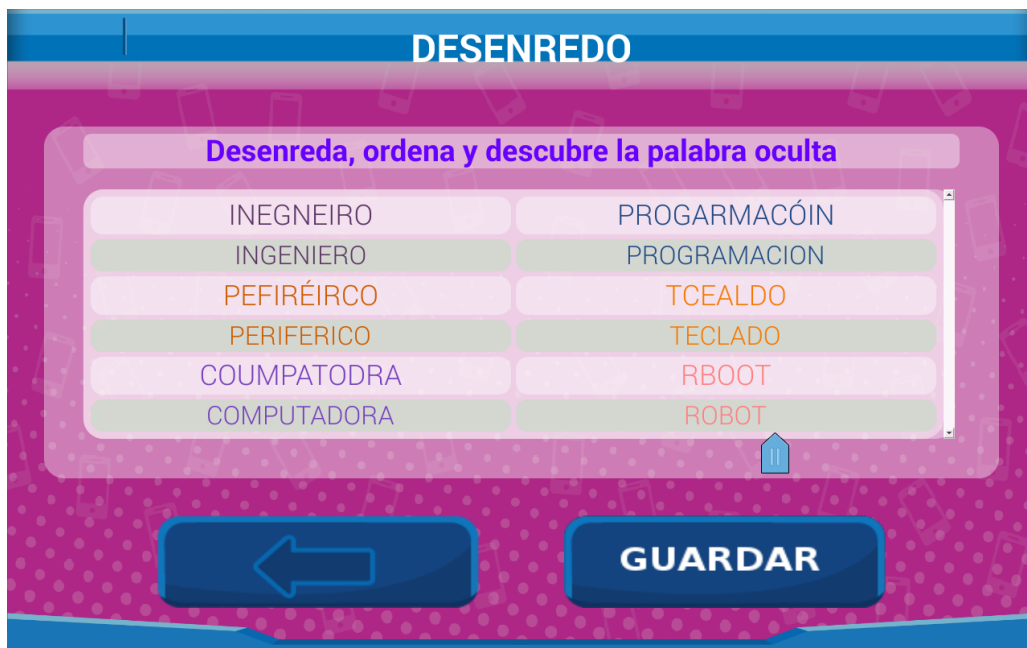 DESENREDO
Desenreda, ordena y descubre la palabra oculta
INEGNEIRO PROGARMACÓIN
INGENIERO PROGRAMACION
PEFIRÉIRCO TCEALDO
PERIFERICO TECLADO
COUMPATODRA RBOOT
COMPUTADORA ROBOT
GUARDAR